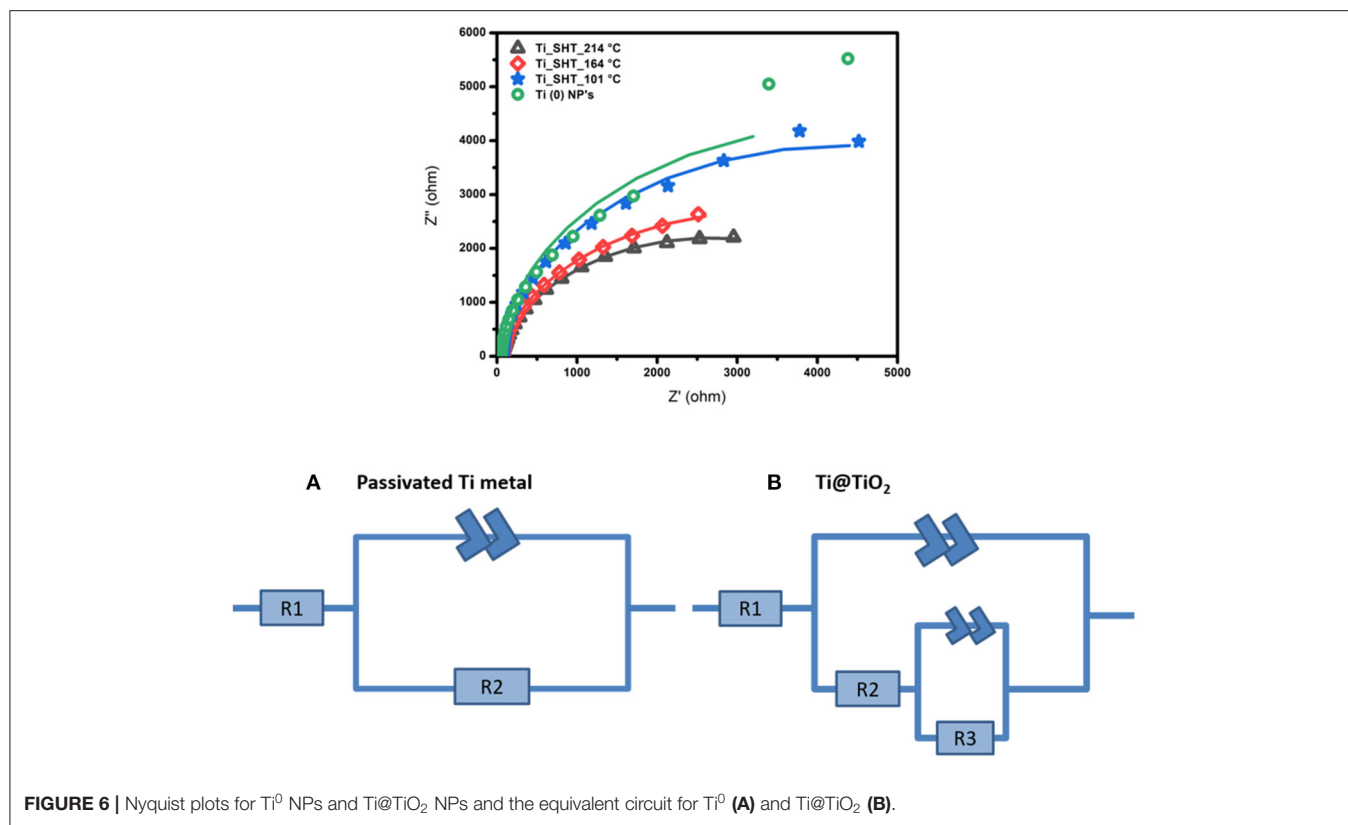 6000
5000
4000
3000
2000
1000
0
Z'' (ohm)
Ti_SHT_214 °C
Ti_SHT_164 °C
Ti_SHT_101 °C
Ti (0) NP's
0 1000 2000 3000 4000 5000
Z' (ohm)
A Passivated Ti metal
R1
R2
B Ti@TiO₂
R1
R2
R3
FIGURE 6 | Nyquist plots for Ti⁰ NPs and Ti@TiO₂ NPs and the equivalent circuit for Ti⁰ (A) and Ti@TiO₂ (B).